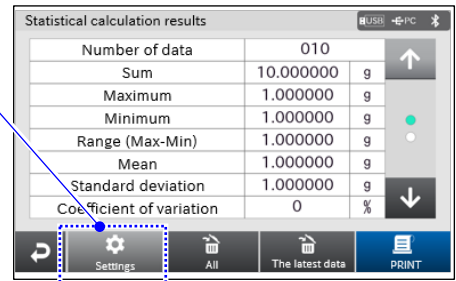 Statistical calculation results USB PC
Number of data 010
Sum 10.000000 g
Maximum 1.000000 g
Minimum 1.000000 g
Range (Max-Min) 1.000000 g
Mean 1.000000 g
Standard deviation 1.000000 g
Coefficient of variation 0 %
Settings All The latest data PRINT